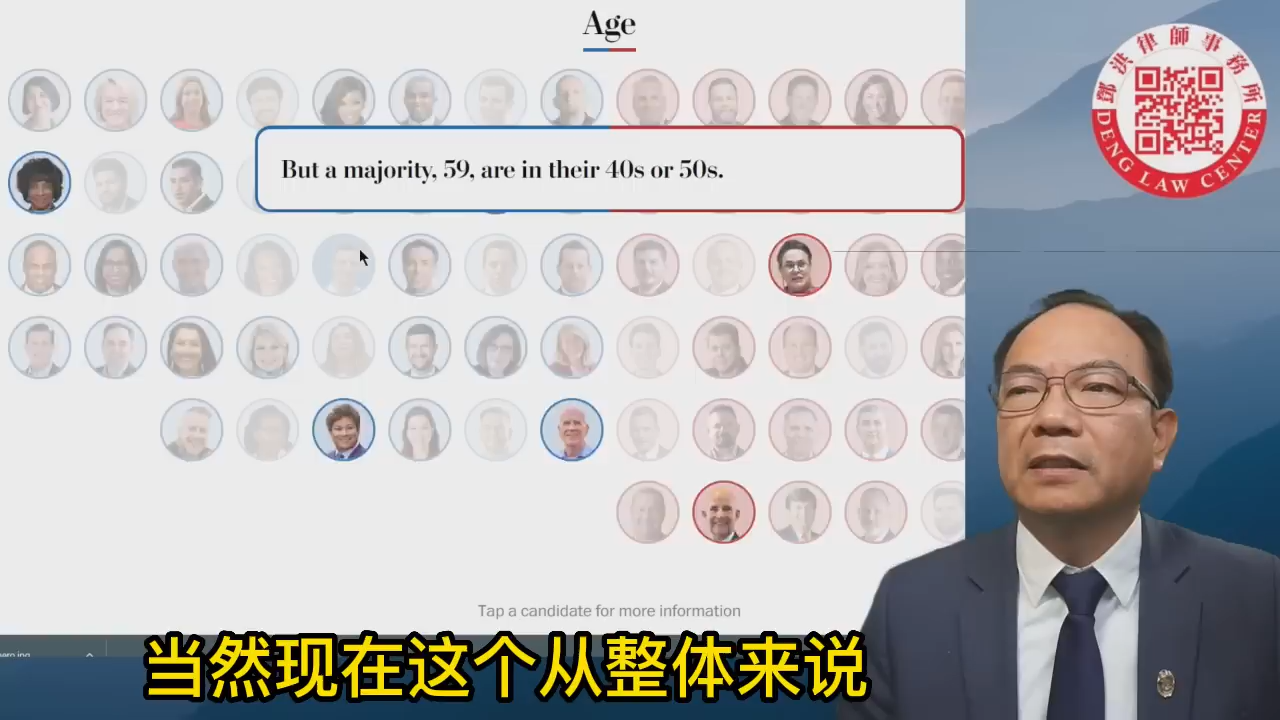 Age
But a majority, 59, are in their 40s or 50s.
鄧洪律師事務所
DENG LAW CENTER
Tap a candidate for more information
当然现在这个从整体来说